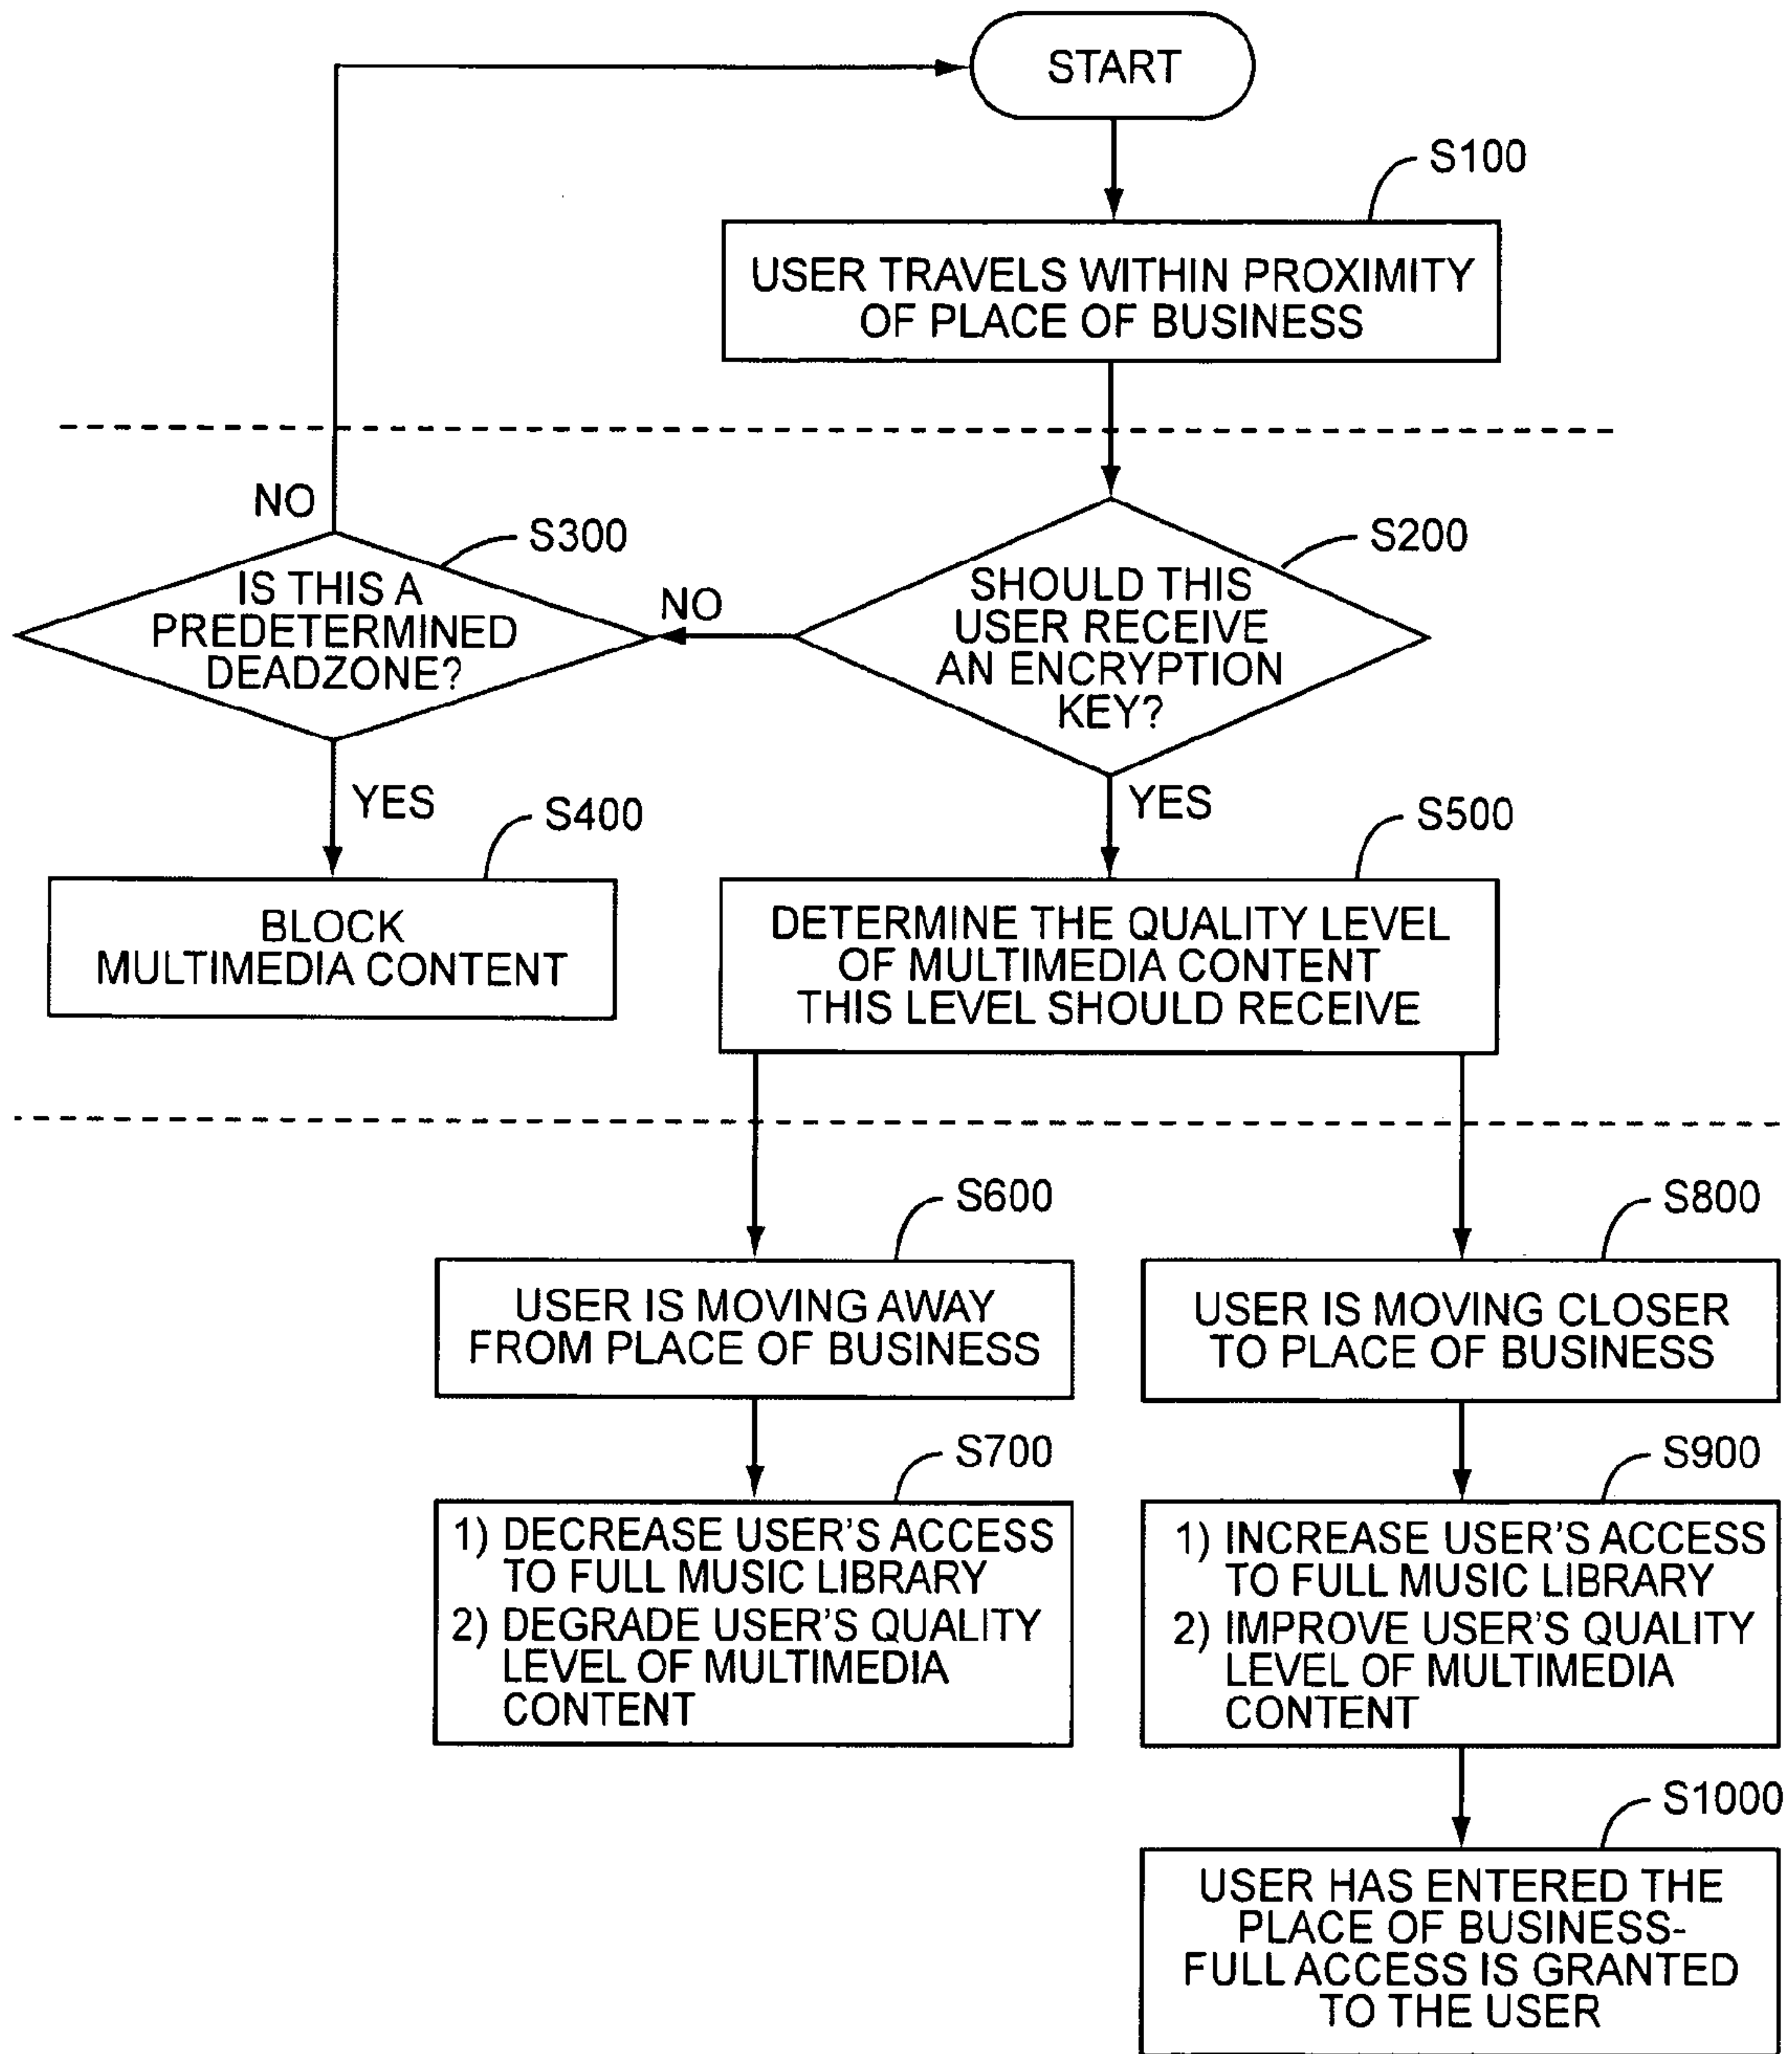 START
S100
USER TRAVELS WITHIN PROXIMITY
OF PLACE OF BUSINESS
NO
S300
IS THIS A
PREDETERMINED
DEADZONE?
NO
S200
SHOULD THIS
USER RECEIVE
AN ENCRYPTION
KEY?
YES
S400
BLOCK
MULTIMEDIA CONTENT
YES
S500
DETERMINE THE QUALITY LEVEL
OF MULTIMEDIA CONTENT
THIS LEVEL SHOULD RECEIVE
S600
USER IS MOVING AWAY
FROM PLACE OF BUSINESS
S700
1) DECREASE USER'S ACCESS
TO FULL MUSIC LIBRARY
2) DEGRADE USER'S QUALITY
LEVEL OF MULTIMEDIA
CONTENT
S800
USER IS MOVING CLOSER
TO PLACE OF BUSINESS
S900
1) INCREASE USER'S ACCESS
TO FULL MUSIC LIBRARY
2) IMPROVE USER'S QUALITY
LEVEL OF MULTIMEDIA
CONTENT
S1000
USER HAS ENTERED THE
PLACE OF BUSINESS-
FULL ACCESS IS GRANTED
TO THE USER